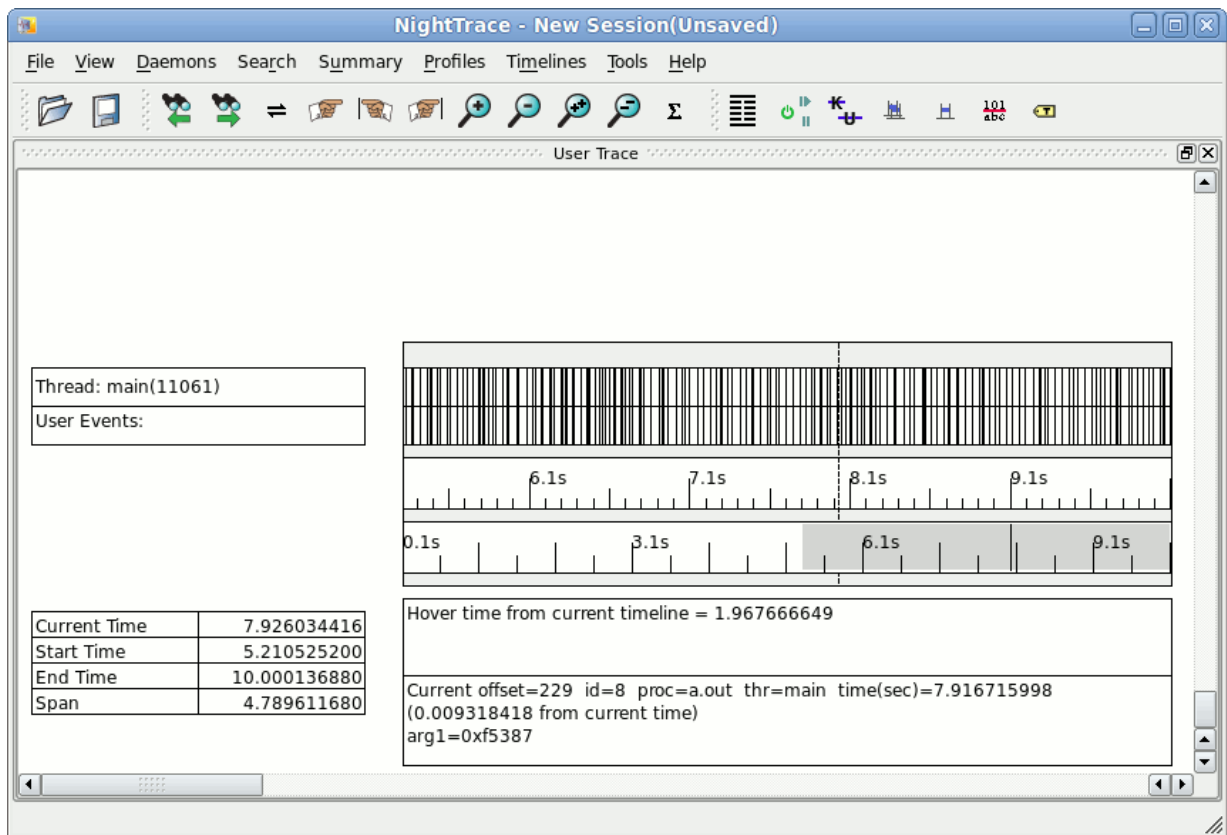 NightTrace - New Session(Unsaved)
File View Daemons Search Summary Profiles Timelines Tools Help
Σ 101 abc T
User Trace
Thread: main(11061)
User Events:
6.1s 7.1s 8.1s 9.1s
0.1s 3.1s 6.1s 9.1s
Current Time 7.926034416
Start Time 5.210525200
End Time 10.000136880
Span 4.789611680
Hover time from current timeline = 1.967666649
Current offset=229 id=8 proc=a.out thr=main time(sec)=7.916715998
(0.009318418 from current time)
arg1=0xf5387